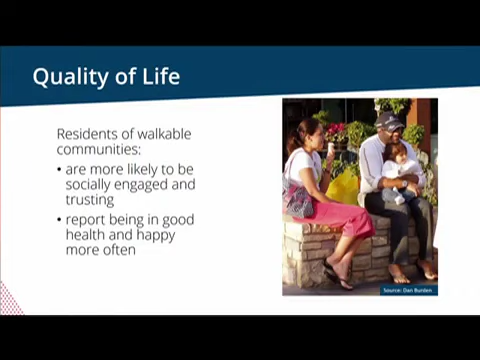 Quality of Life
Residents of walkable
communities:
• are more likely to be
socially engaged and
trusting
• report being in good
health and happy
more often
Source: Dan Burden